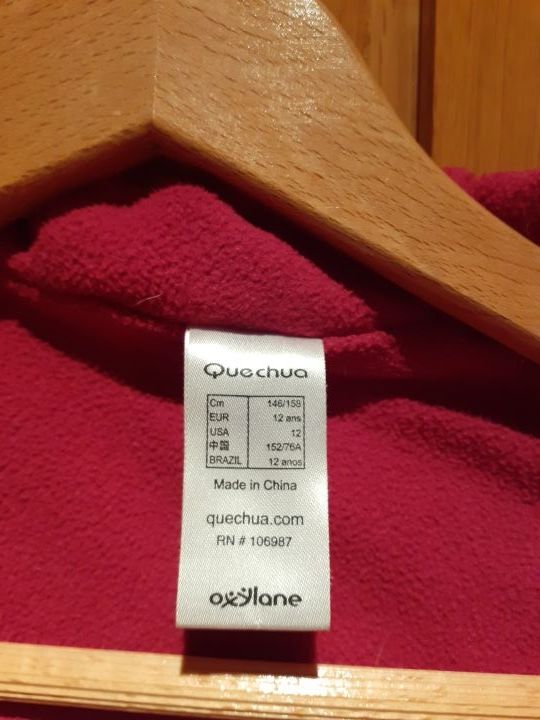 Quechua
Cm 146/158
EUR 12 ans
USA 12
中国 152/76A
BRAZIL 12 anos
Made in China
quechua.com
RN # 106987
oxylane